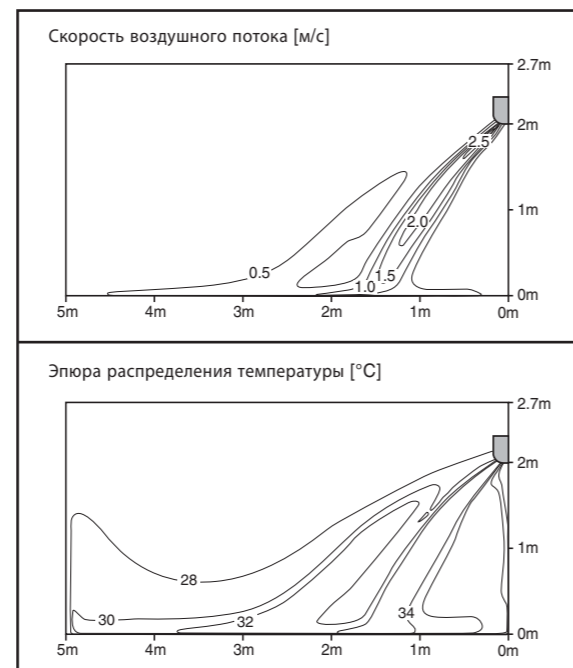 Скорость воздушного потока [м/с]
2.7m
2m
2.5
1m
2.0
0.5
1.5
1.0
0m
5m 4m 3m 2m 1m 0m
Эпюра распределения температуры [°C]
2.7m
2m
1m
28
30 32 34
0m
5m 4m 3m 2m 1m 0m